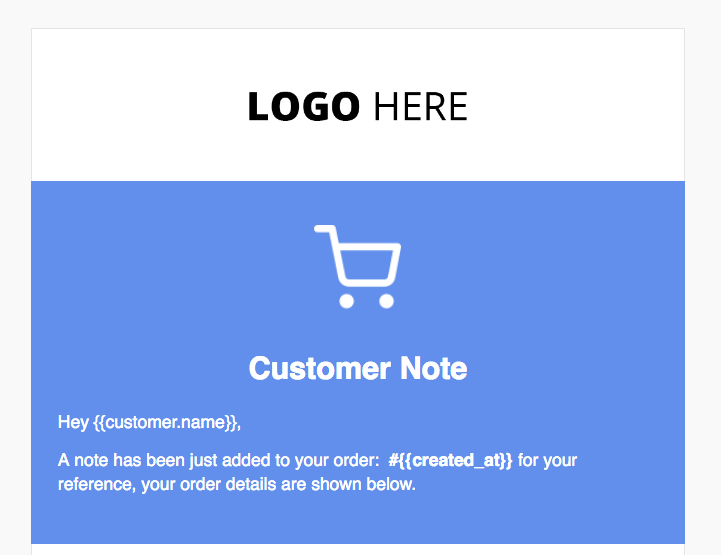 LOGO HERE
Customer Note
Hey {{customer.name}},
A note has been just added to your order:  #{{created_at}} for your
reference, your order details are shown below.